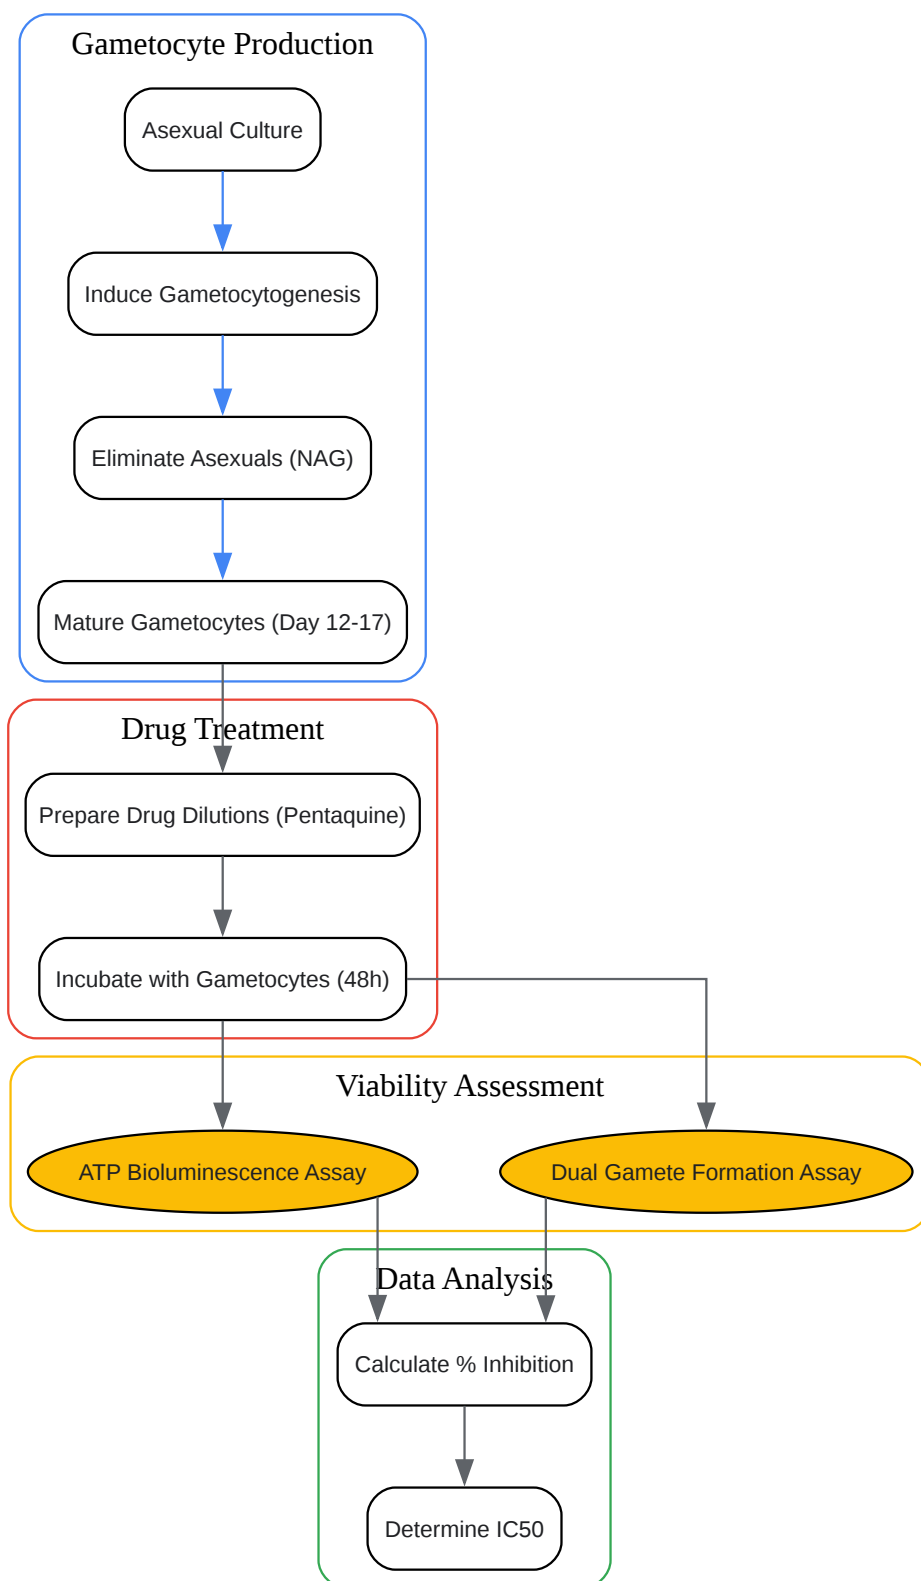 Gametocyte Production
Asexual Culture
Induce Gametocytogenesis
Eliminate Asexuals (NAG)
Mature Gametocytes (Day 12-17)
Drug Treatment
Prepare Drug Dilutions (Pentaquine)
Incubate with Gametocytes (48h)
Viability Assessment
ATP Bioluminescence Assay
Dual Gamete Formation Assay
Data Analysis
Calculate % Inhibition
Determine IC50